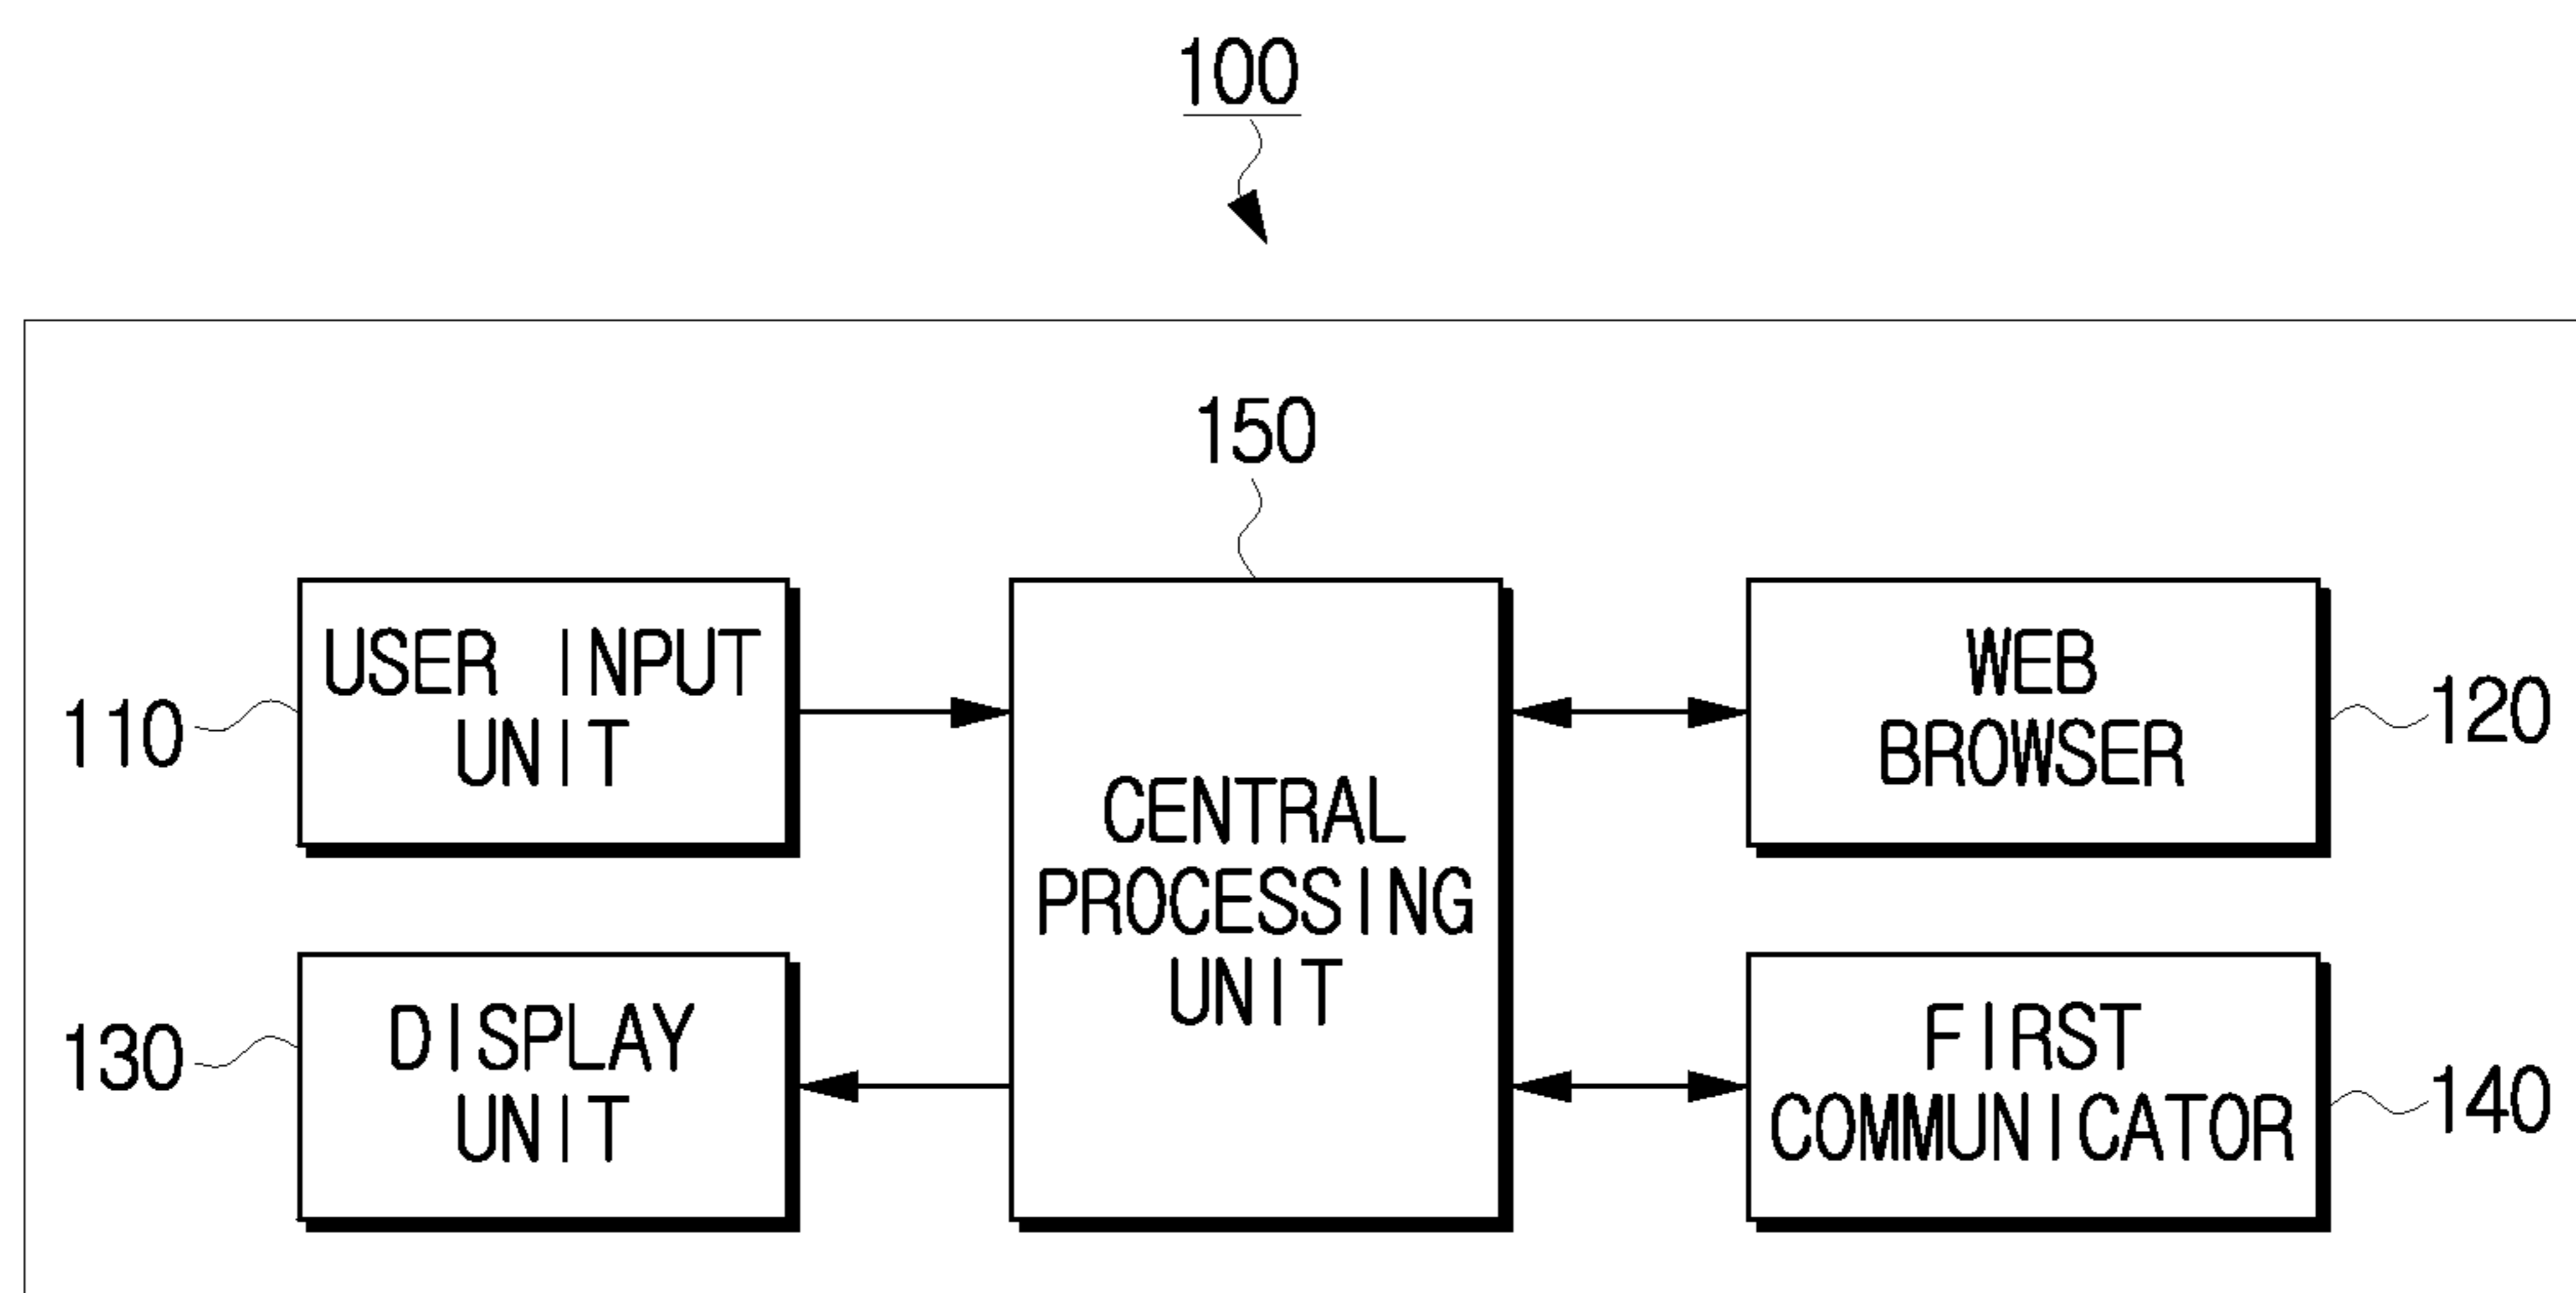 100
150
110
USER INPUT
UNIT
CENTRAL
PROCESSING
UNIT
WEB
BROWSER
120
130
DISPLAY
UNIT
FIRST
COMMUNICATOR
140